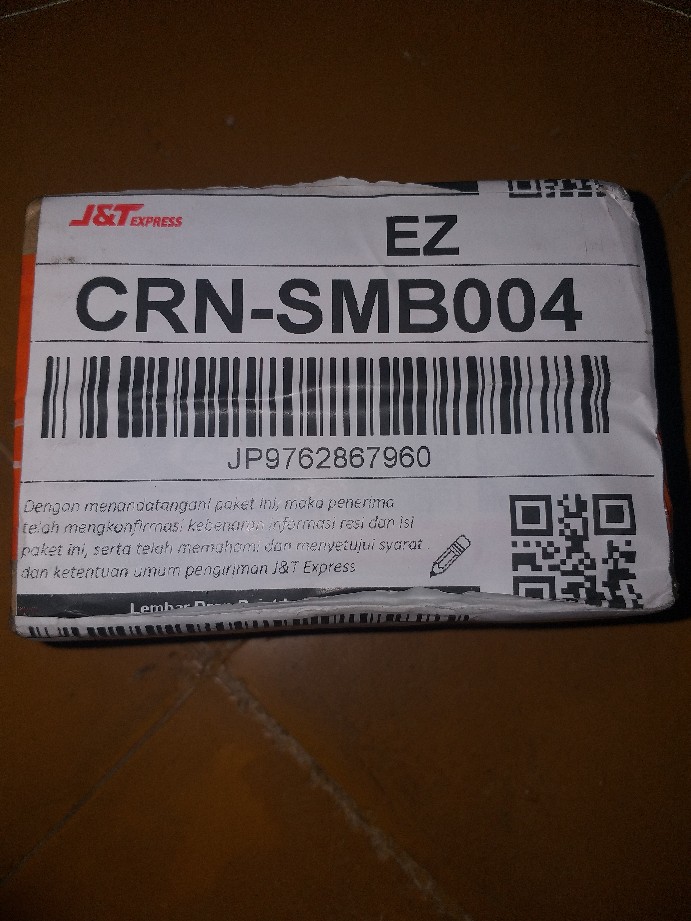 J&T EXPRESS
EZ
CRN-SMB004
JP9762867960
Dengan menandatangani paket ini, maka penerima
telah mengkonfirmasi kebenaran informasi resi dan isi
paket ini, serta telah memahami dan menyetujui syarat
dan ketentuan umum pengiriman J&T Express
Lembar